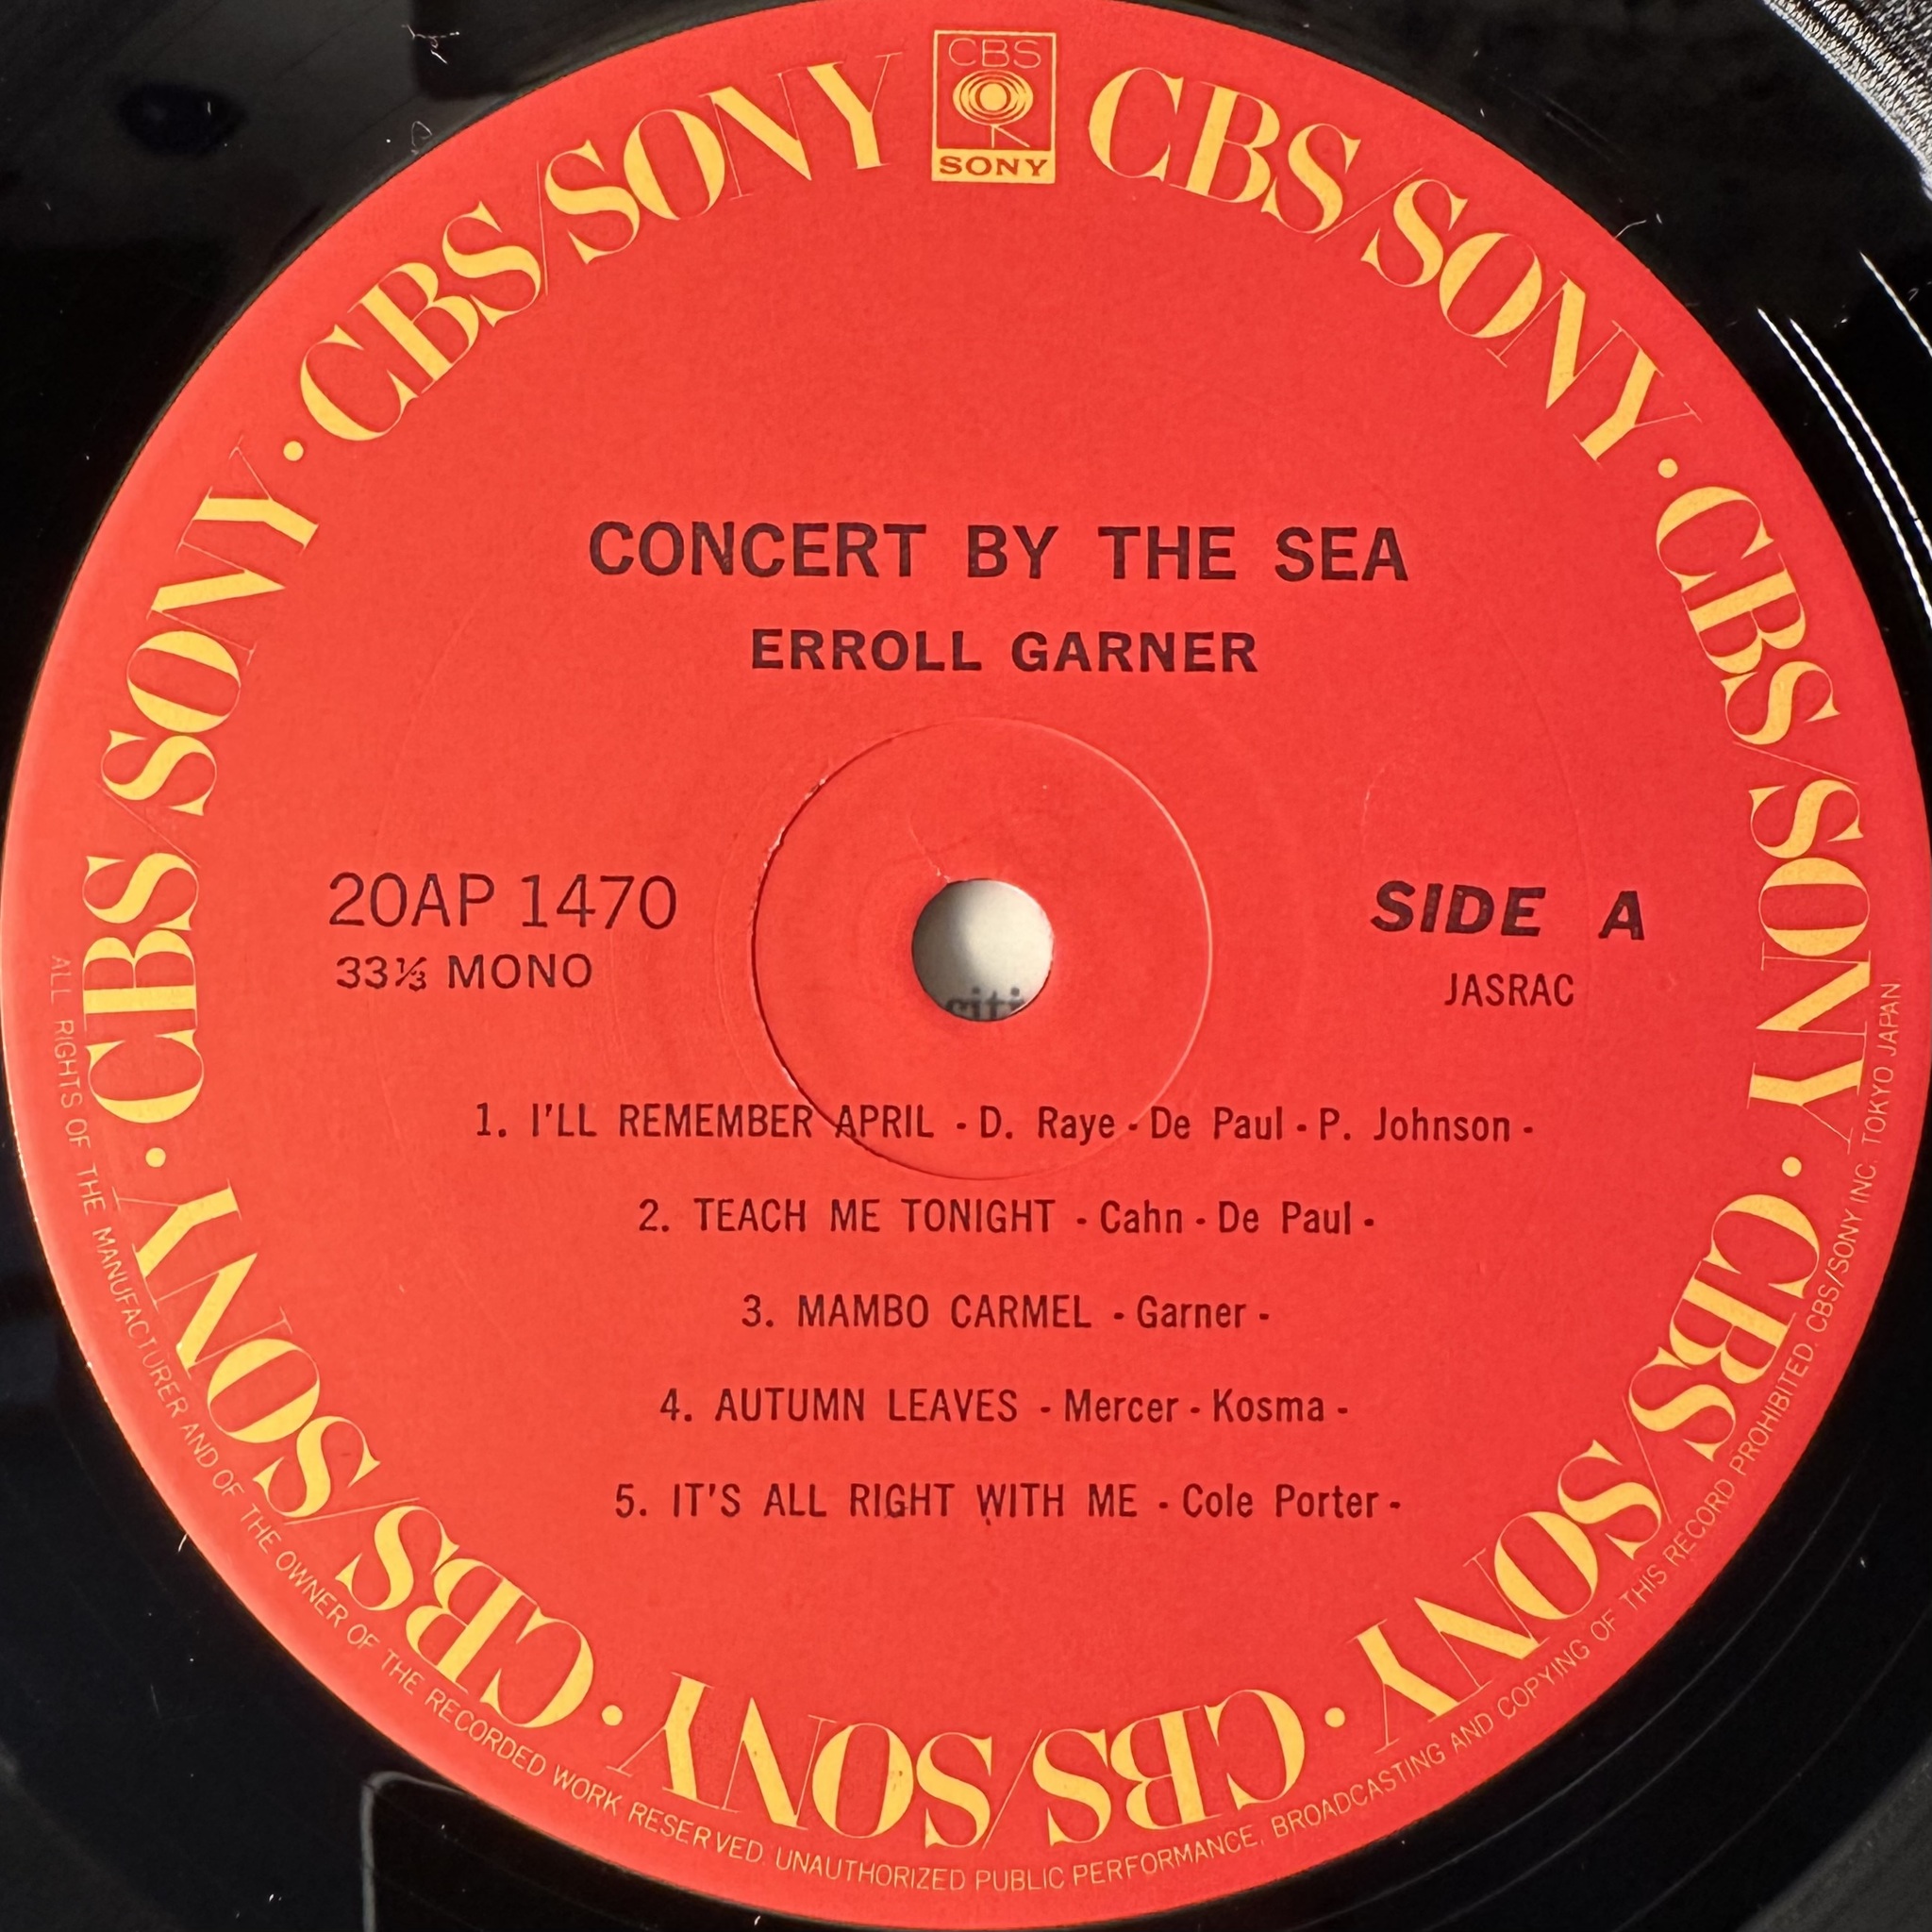 CBS
SONY
CBS/SONY · CBS/SONY · CBS/SONY · CBS/SONY · CBS/SONY · CBS/SONY · CBS/SONY
CONCERT BY THE SEA
ERROLL GARNER
20AP 1470
33⅓ MONO
SIDE A
JASRAC
1. I'LL REMEMBER APRIL - D. Raye - De Paul - P. Johnson -
2. TEACH ME TONIGHT - Cahn - De Paul -
3. MAMBO CARMEL - Garner -
4. AUTUMN LEAVES - Mercer - Kosma -
5. IT'S ALL RIGHT WITH ME - Cole Porter -
ALL RIGHTS OF THE MANUFACTURER AND OF THE OWNER OF THE RECORDED WORK RESERVED. UNAUTHORIZED PUBLIC PERFORMANCE, BROADCASTING AND COPYING OF THIS RECORD PROHIBITED. CBS/SONY INC. TOKYO JAPAN